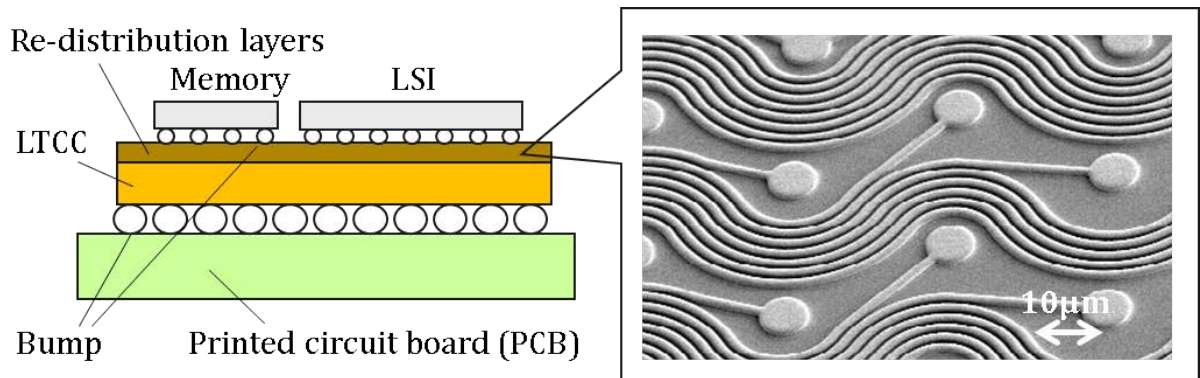 Re-distribution layers
Memory
LSI
LTCC
10μm
Bump
Printed circuit board (PCB)